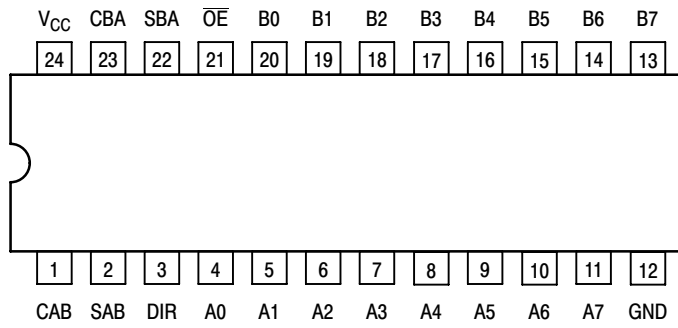 VCC CBA SBA O̅E̅ B0 B1 B2 B3 B4 B5 B6 B7
24 23 22 21 20 19 18 17 16 15 14 13
1 2 3 4 5 6 7 8 9 10 11 12
CAB SAB DIR A0 A1 A2 A3 A4 A5 A6 A7 GND